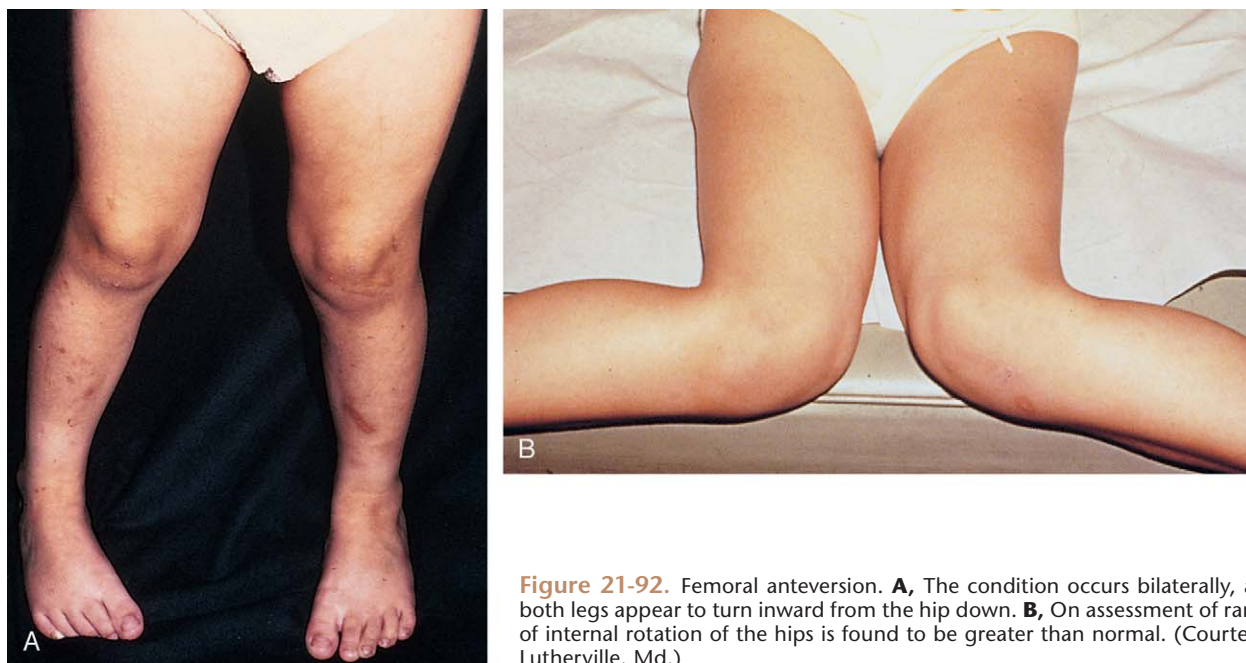 A
B
Figure 21-92. Femoral anteversion. A, The condition occurs bilaterally,
both legs appear to turn inward from the hip down. B, On assessment of
of internal rotation of the hips is found to be greater than normal. (Courte
Lutherville, Md.)